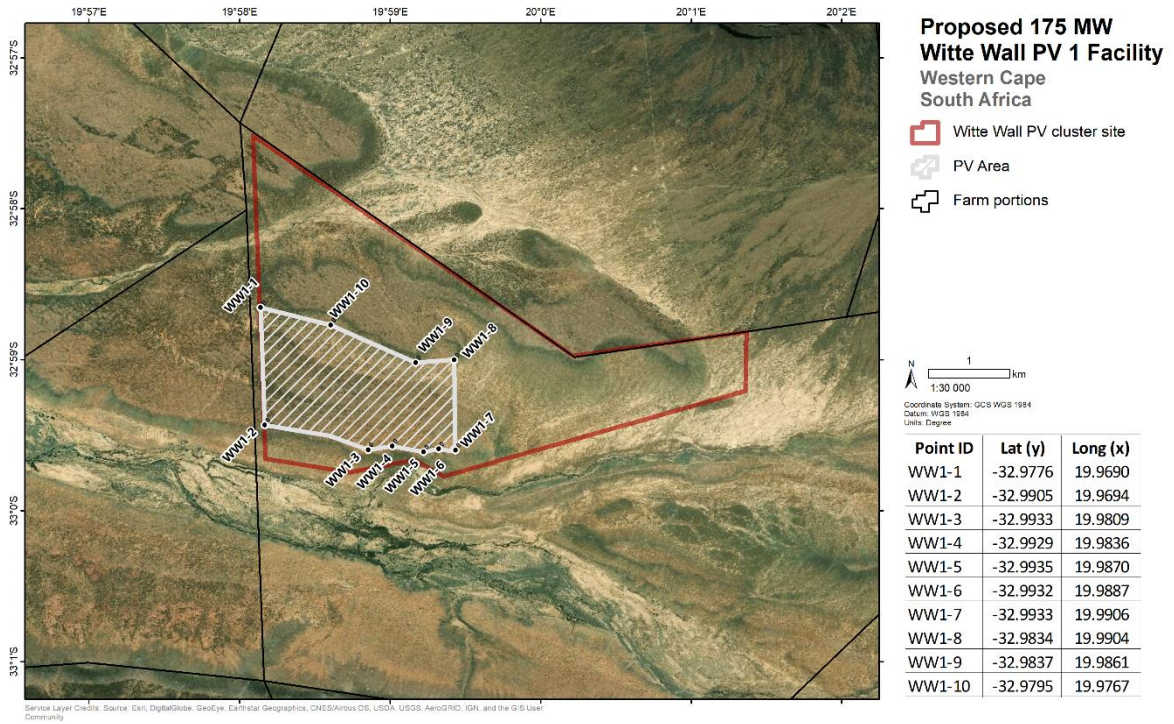 19°57'E 19°58'E 19°59'E 20°0'E 20°1'E 20°2'E
32°57'S
32°58'S
32°59'S
33°0'S
33°1'S
WW1-1
WW1-10
WW1-9
WW1-8
WW1-2
WW1-3
WW1-4
WW1-5
WW1-6
WW1-7
Service Layer Credits: Source: Esri, DigitalGlobe, GeoEye, Earthstar Geographics, CNES/Airbus DS, USDA, USGS, AeroGRID, IGN, and the GIS User
Community
Proposed 175 MW
Witte Wall PV 1 Facility
Western Cape
South Africa
Witte Wall PV cluster site
PV Area
Farm portions
N
1
km
1:30 000
Coordinate System: GCS WGS 1984
Datum: WGS 1984
Units: Degree
Point ID Lat (y) Long (x)
WW1-1 -32.9776 19.9690
WW1-2 -32.9905 19.9694
WW1-3 -32.9933 19.9809
WW1-4 -32.9929 19.9836
WW1-5 -32.9935 19.9870
WW1-6 -32.9932 19.9887
WW1-7 -32.9933 19.9906
WW1-8 -32.9834 19.9904
WW1-9 -32.9837 19.9861
WW1-10 -32.9795 19.9767